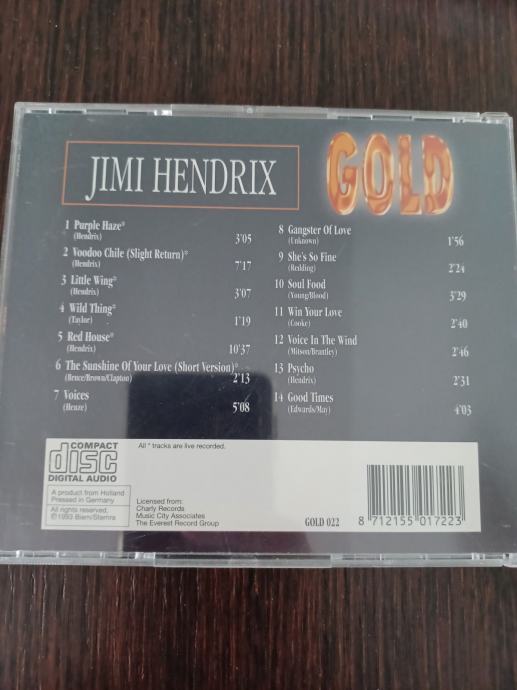 JIMI HENDRIX
GOLD
1 Purple Haze*
(Hendrix)
3'05
2 Voodoo Chile (Slight Return)*
(Hendrix)
7'17
3 Little Wing*
(Hendrix)
3'07
4 Wild Thing*
(Taylor)
1'19
5 Red House*
(Hendrix)
10'37
6 The Sunshine Of Your Love (Short Version)*
(Bruce/Brown/Clapton)
2'13
7 Voices
(Henze)
5'08
8 Gangster Of Love
(Unknown)
1'56
9 She's So Fine
(Redding)
2'24
10 Soul Food
(Young/Blood)
3'29
11 Win Your Love
(Cooke)
2'40
12 Voice In The Wind
(Mitson/Brantley)
2'46
13 Psycho
(Hendrix)
2'31
14 Good Times
(Edwards/May)
4'03
COMPACT
disc
DIGITAL AUDIO
All * tracks are live recorded.
A product from Holland
Pressed in Germany
All rights reserved.
©1993 Biem/Stemra
Licensed from:
Charly Records
Music City Associates
The Everest Record Group
GOLD 022
8 712155 017223